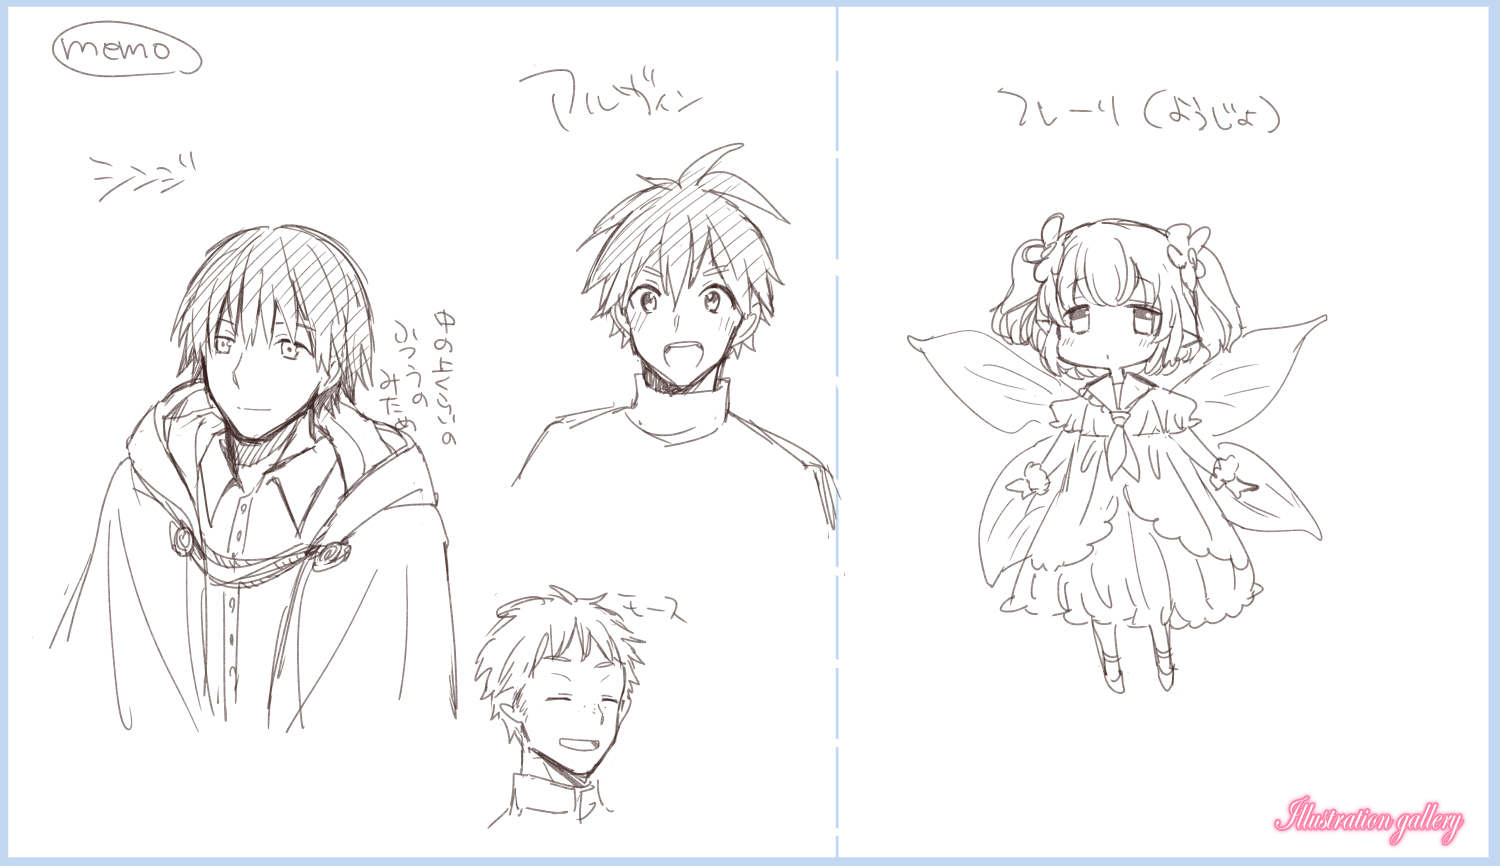 memo
シンジ
中の上くらいの
ふつうの
みため
アルヴィン
モース
フレーリ(ようじょ)
Illustration gallery